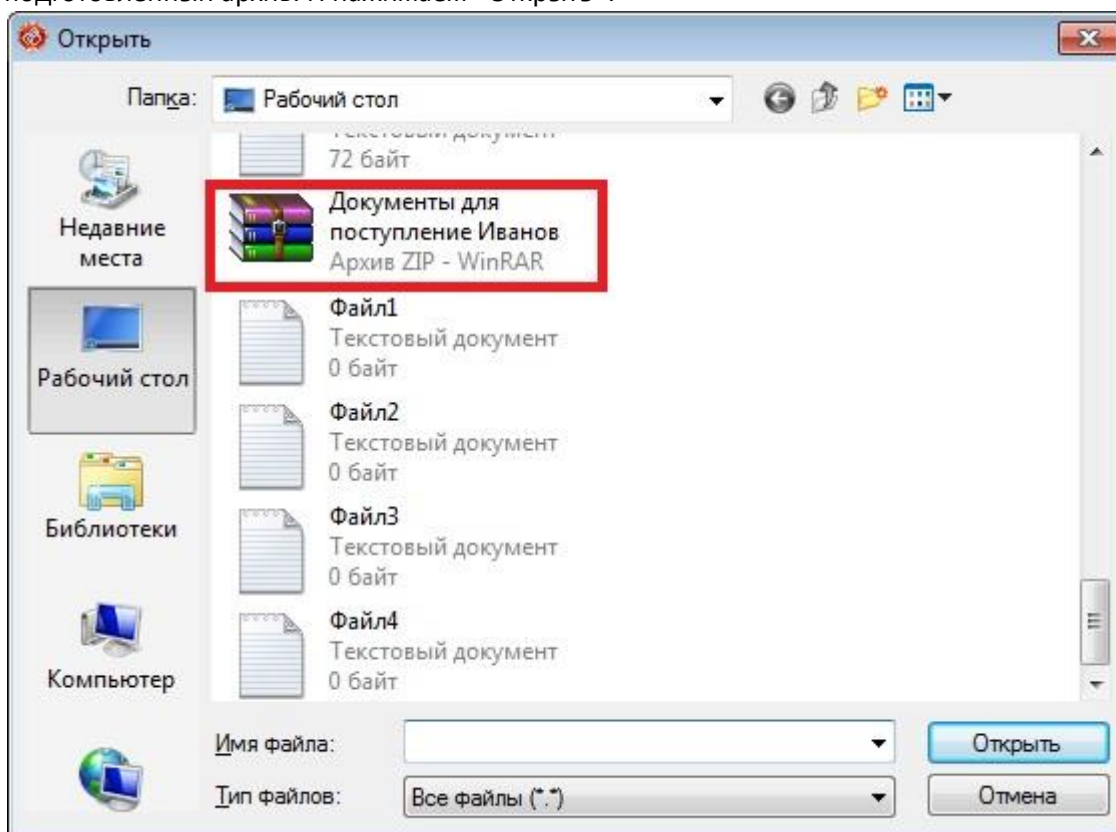 подготовленный архив. И нажимаем "Открыть".
Открыть
Папка:
Рабочий стол
Текстовый документ
72 байт
Документы для
поступление Иванов
Архив ZIP - WinRAR
Недавние
места
Файл1
Текстовый документ
0 байт
Рабочий стол
Файл2
Текстовый документ
0 байт
Библиотеки
Файл3
Текстовый документ
0 байт
Файл4
Текстовый документ
0 байт
Компьютер
Имя файла:
Открыть
Тип файлов:
Все файлы (*.*)
Отмена